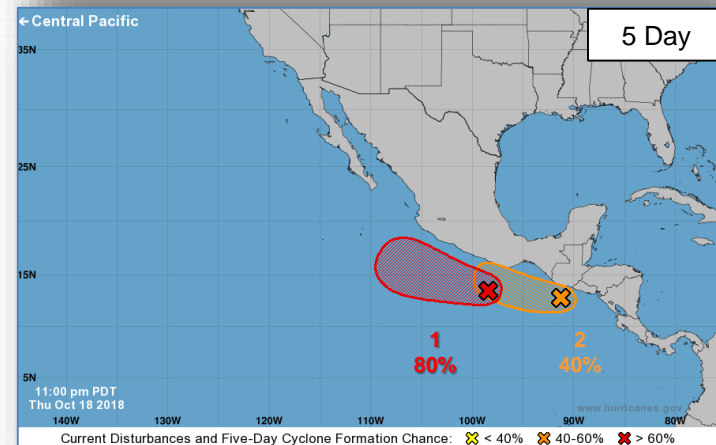 ← Central Pacific
5 Day
35N
25N
15N
1
80%
2
40%
5N
11:00 pm PDT
Thu Oct 18 2018
www.hurricanes.gov
140W 130W 120W 110W 100W 90W 80W
Current Disturbances and Five-Day Cyclone Formation Chance: < 40% 40-60% > 60%